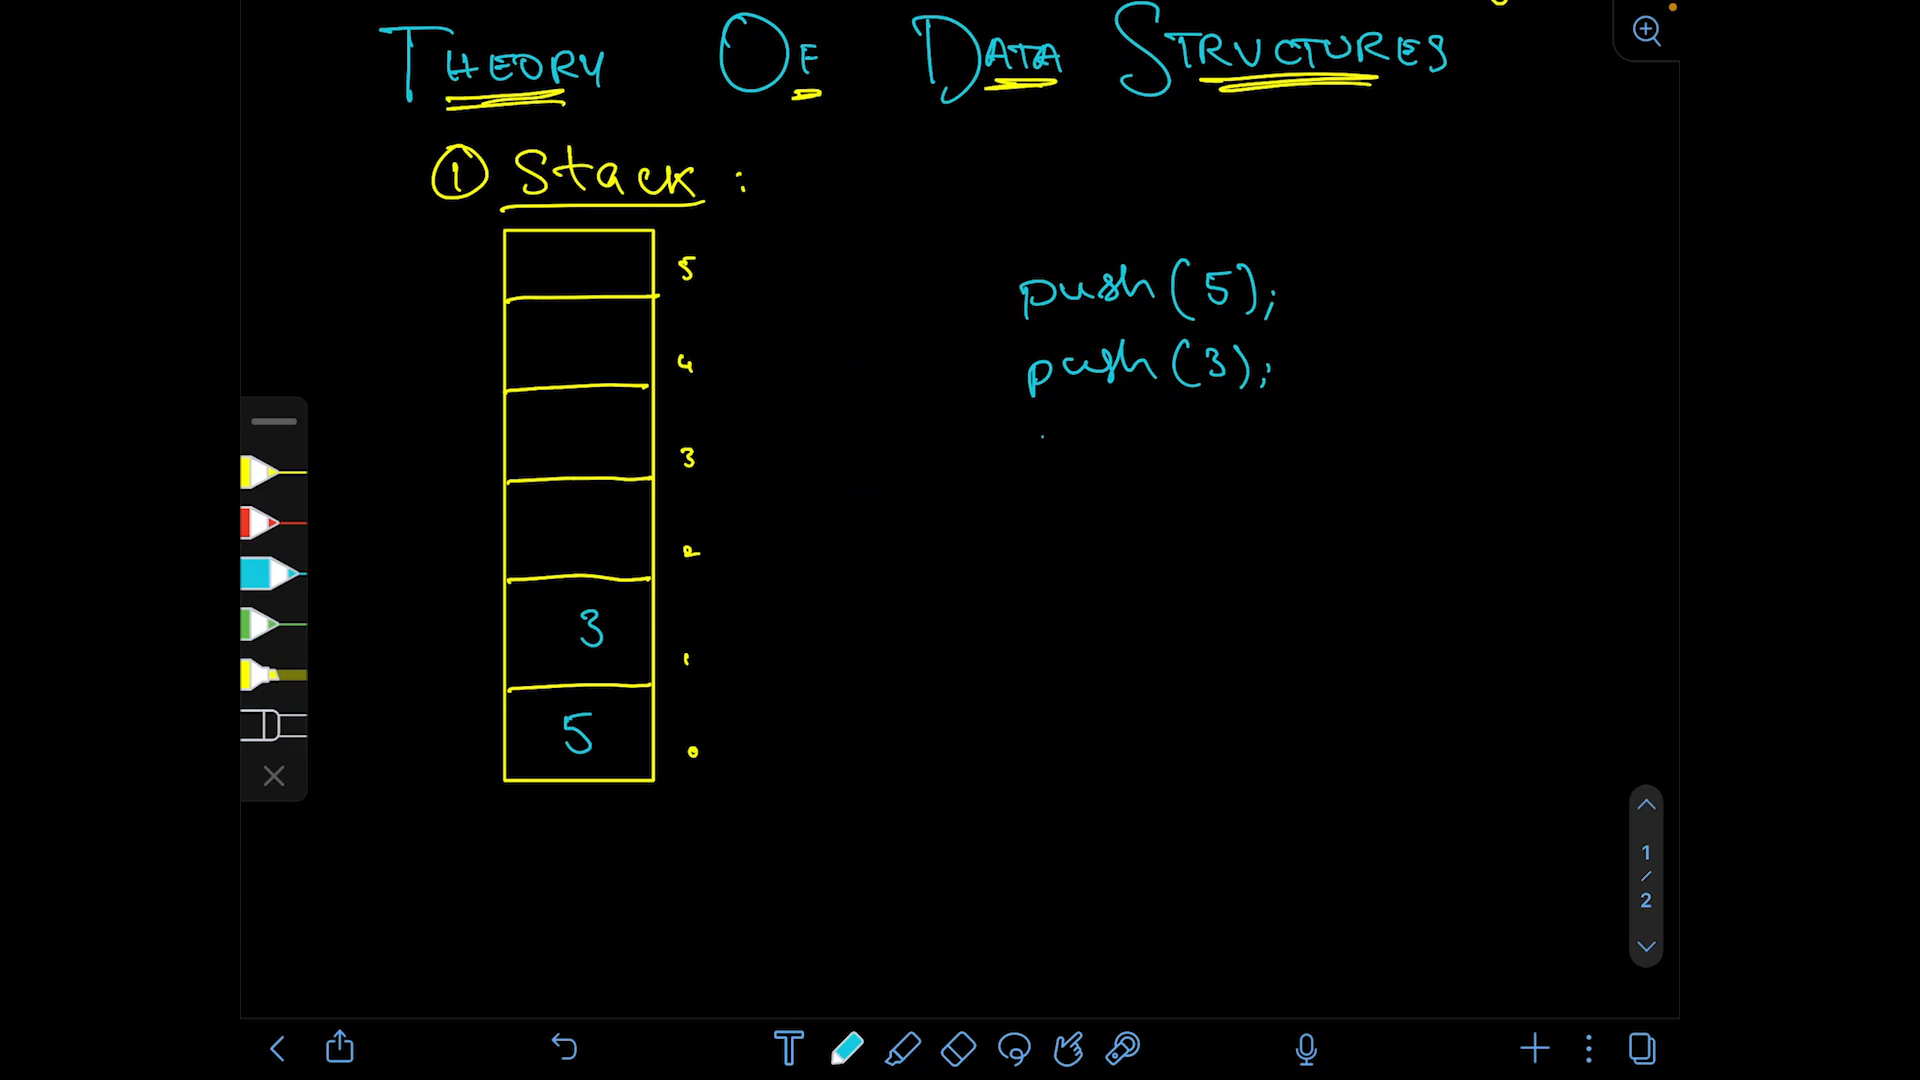 THEORY OF DATA STRUCTURES
① Stack :
5
push(5);
4
push(3);
3
2
3
1
5
0
1
/
2